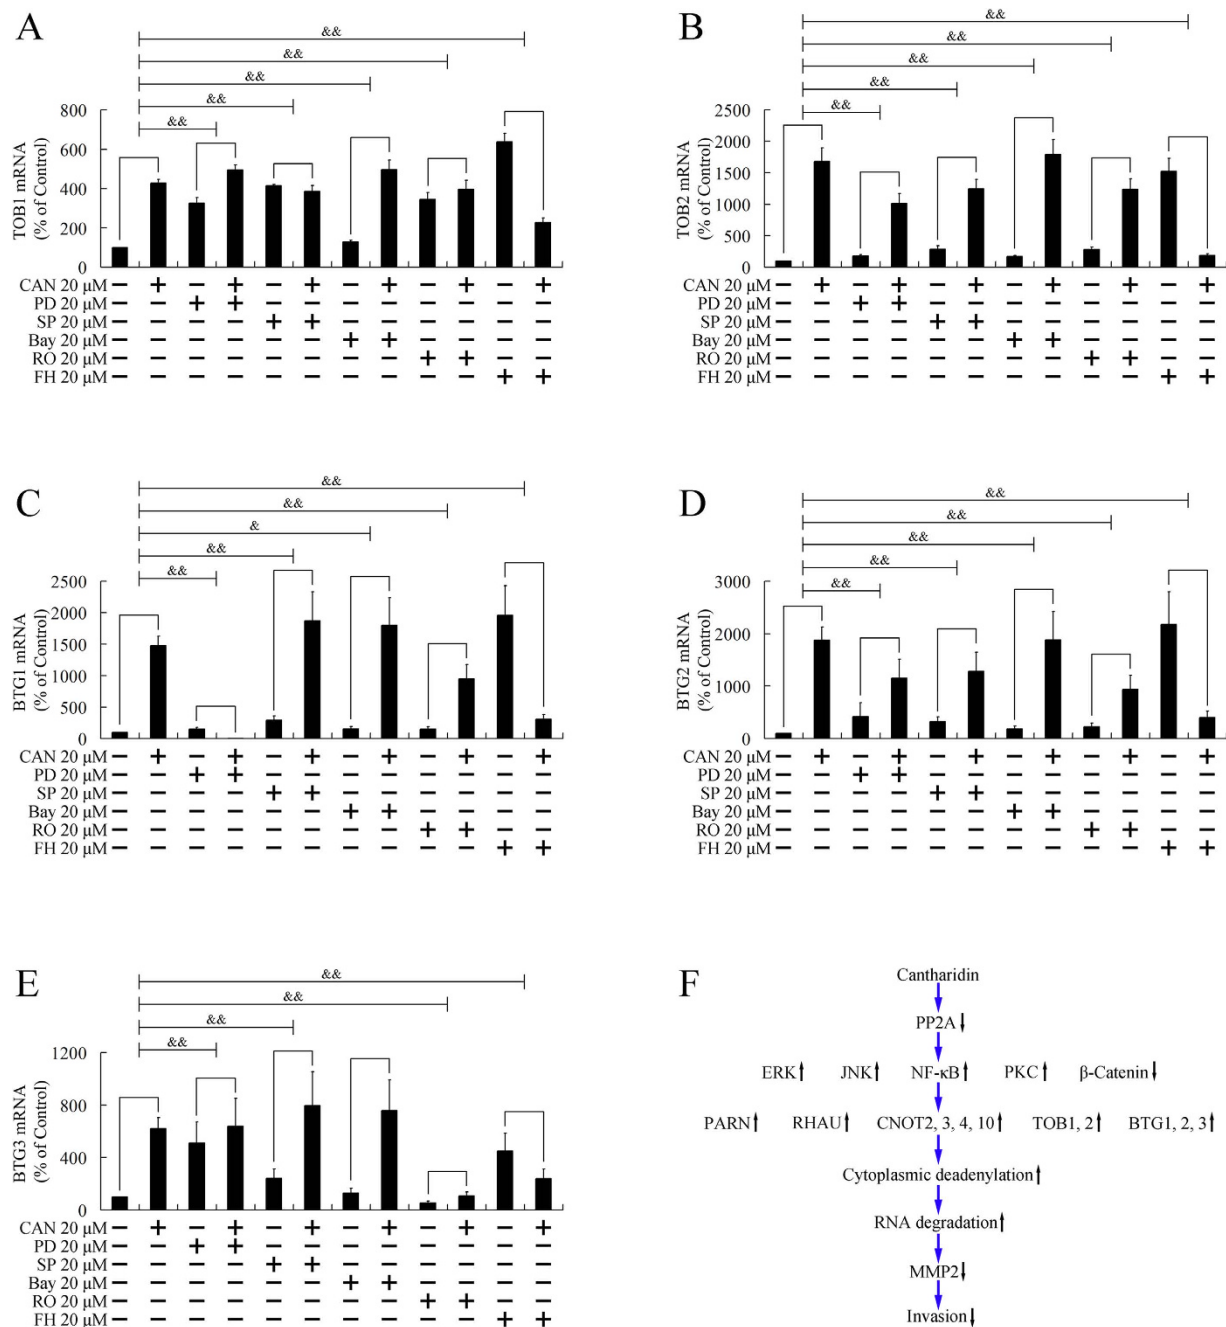 A
&&
&&
&&
&&
&&
TOB1 mRNA
(% of Control)
800
600
400
200
0
CAN 20 μM − + − + − + − + − + − +
PD 20 μM − − + + − − − − − − − −
SP 20 μM − − − − + + − − − − − −
Bay 20 μM − − − − − − + + − − − −
RO 20 μM − − − − − − − − + + − −
FH 20 μM − − − − − − − − − − + +
B
&&
&&
&&
&&
&&
TOB2 mRNA
(% of Control)
2500
2000
1500
1000
500
0
CAN 20 μM − + − + − + − + − + − +
PD 20 μM − − + + − − − − − − − −
SP 20 μM − − − − + + − − − − − −
Bay 20 μM − − − − − − + + − − − −
RO 20 μM − − − − − − − − + + − −
FH 20 μM − − − − − − − − − − + +
C
&&
&&
&
&&
&&
BTG1 mRNA
(% of Control)
2500
2000
1500
1000
500
0
CAN 20 μM − + − + − + − + − + − +
PD 20 μM − − + + − − − − − − − −
SP 20 μM − − − − + + − − − − − −
Bay 20 μM − − − − − − + + − − − −
RO 20 μM − − − − − − − − + + − −
FH 20 μM − − − − − − − − − − + +
D
&&
&&
&&
&&
&&
BTG2 mRNA
(% of Control)
3000
2000
1000
0
CAN 20 μM − + − + − + − + − + − +
PD 20 μM − − + + − − − − − − − −
SP 20 μM − − − − + + − − − − − −
Bay 20 μM − − − − − − + + − − − −
RO 20 μM − − − − − − − − + + − −
FH 20 μM − − − − − − − − − − + +
E
&&
&&
&&
&&
BTG3 mRNA
(% of Control)
1200
800
400
0
CAN 20 μM − + − + − + − + − + − +
PD 20 μM − − + + − − − − − − − −
SP 20 μM − − − − + + − − − − − −
Bay 20 μM − − − − − − + + − − − −
RO 20 μM − − − − − − − − + + − −
FH 20 μM − − − − − − − − − − + +
F
Cantharidin
PP2A↓
ERK↑ JNK↑ NF-κB↑ PKC↑ β-Catenin↓
PARN↑ RHAU↑ CNOT2, 3, 4, 10↑ TOB1, 2↑ BTG1, 2, 3↑
Cytoplasmic deadenylation↑
RNA degradation↑
MMP2↓
Invasion↓